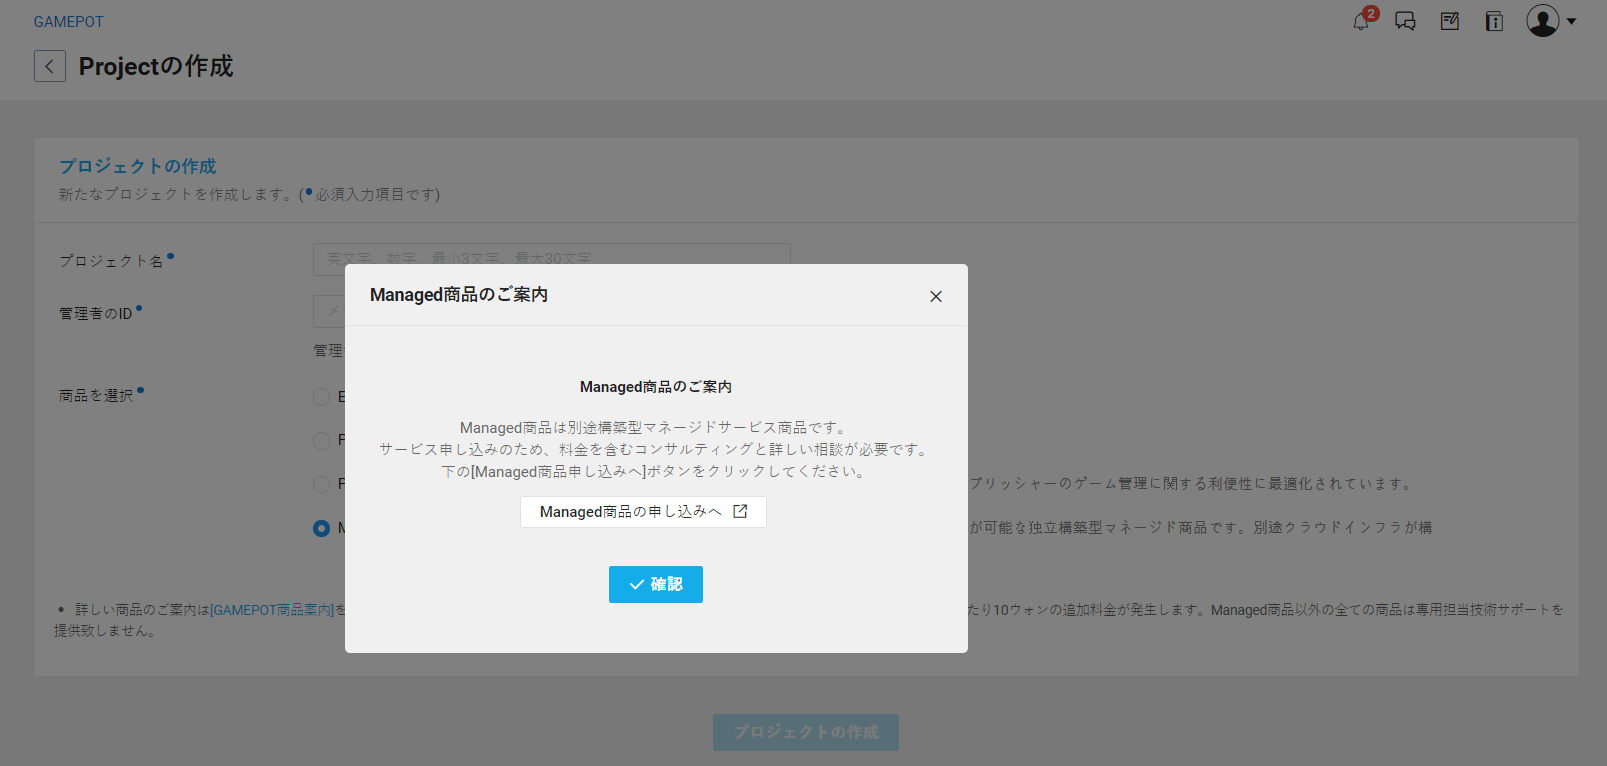 GAMEPOT
2
Projectの作成
プロジェクトの作成
新たなプロジェクトを作成します。(●必須入力項目です)
プロジェクト名
英文字、数字、最小3文字、最大30文字
管理者のID
管理
商品を選択
プリッシャーのゲーム管理に関する利便性に最適化されています。
が可能な独立構築型マネージド商品です。別途クラウドインフラが構
Managed商品のご案内
Managed商品のご案内
Managed商品は別途構築型マネージドサービス商品です。
サービス申し込みのため、料金を含むコンサルティングと詳しい相談が必要です。
下の[Managed商品申し込みへ]ボタンをクリックしてください。
Managed商品の申し込みへ
確認
• 詳しい商品のご案内は[GAMEPOT商品案内]を
たり10ウォンの追加料金が発生します。Managed商品以外の全ての商品は専用担当技術サポートを
提供致しません。
プロジェクトの作成